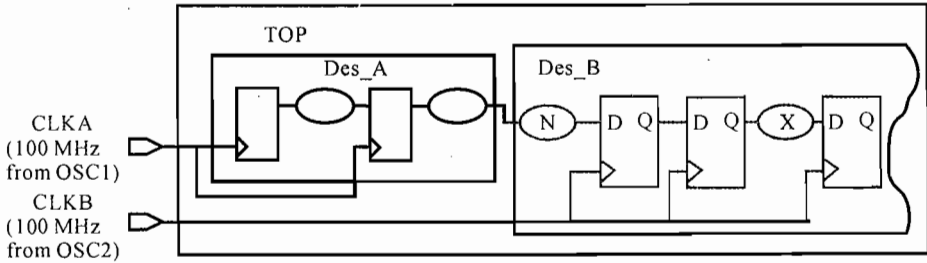 TOP
Des_A
Des_B
N
D Q
D Q
X
D Q
CLKA
(100 MHz
from OSC1)
CLKB
(100 MHz
from OSC2)